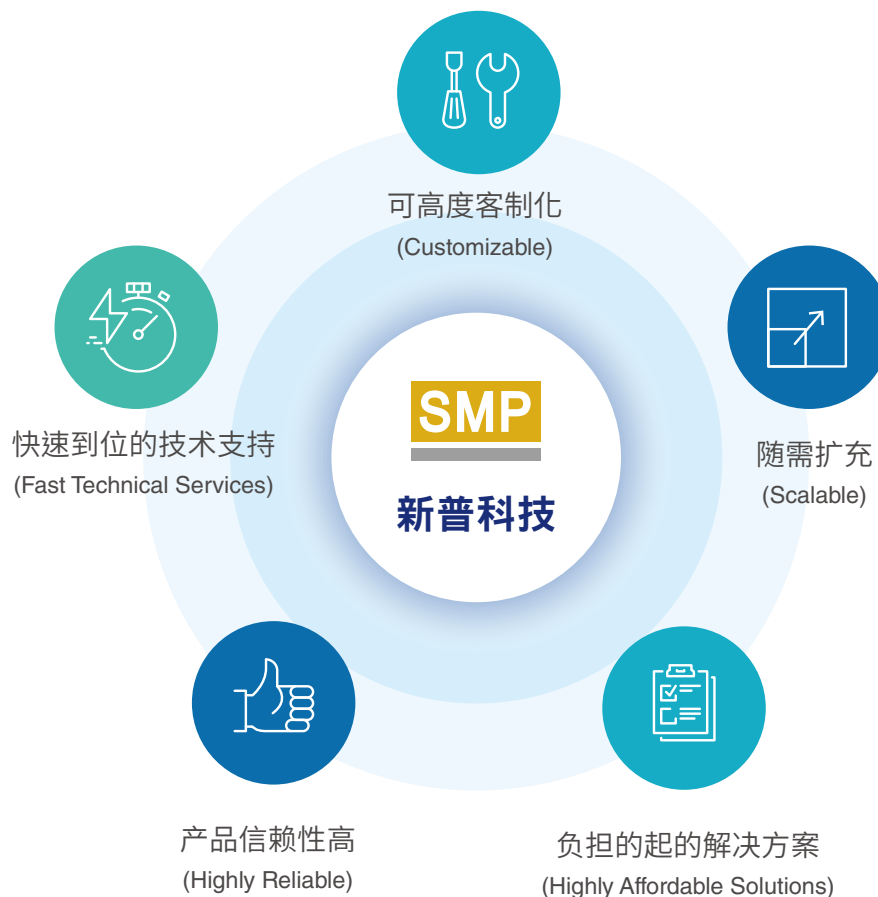 可高度客制化
(Customizable)
快速到位的技术支持
(Fast Technical Services)
随需扩充
(Scalable)
SMP
新普科技
产品信赖性高
(Highly Reliable)
负担的起的解决方案
(Highly Affordable Solutions)